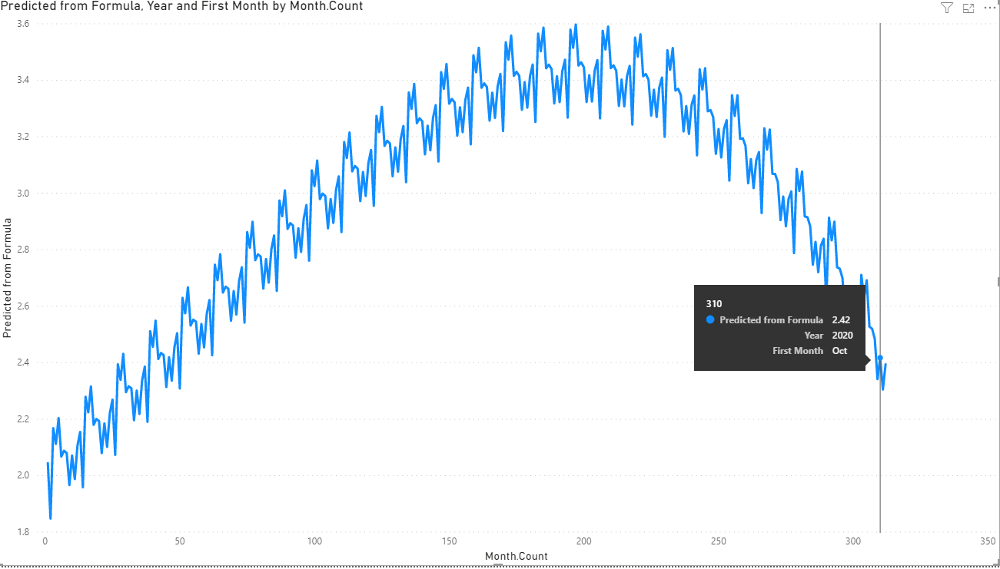 Predicted from Formula, Year and First Month by Month.Count
3.6
3.4
3.2
3.0
2.8
2.6
2.4
2.2
2.0
1.8
Predicted from Formula
310
Predicted from Formula 2.42
Year 2020
First Month Oct
0 50 100 150 200 250 300 350
Month.Count